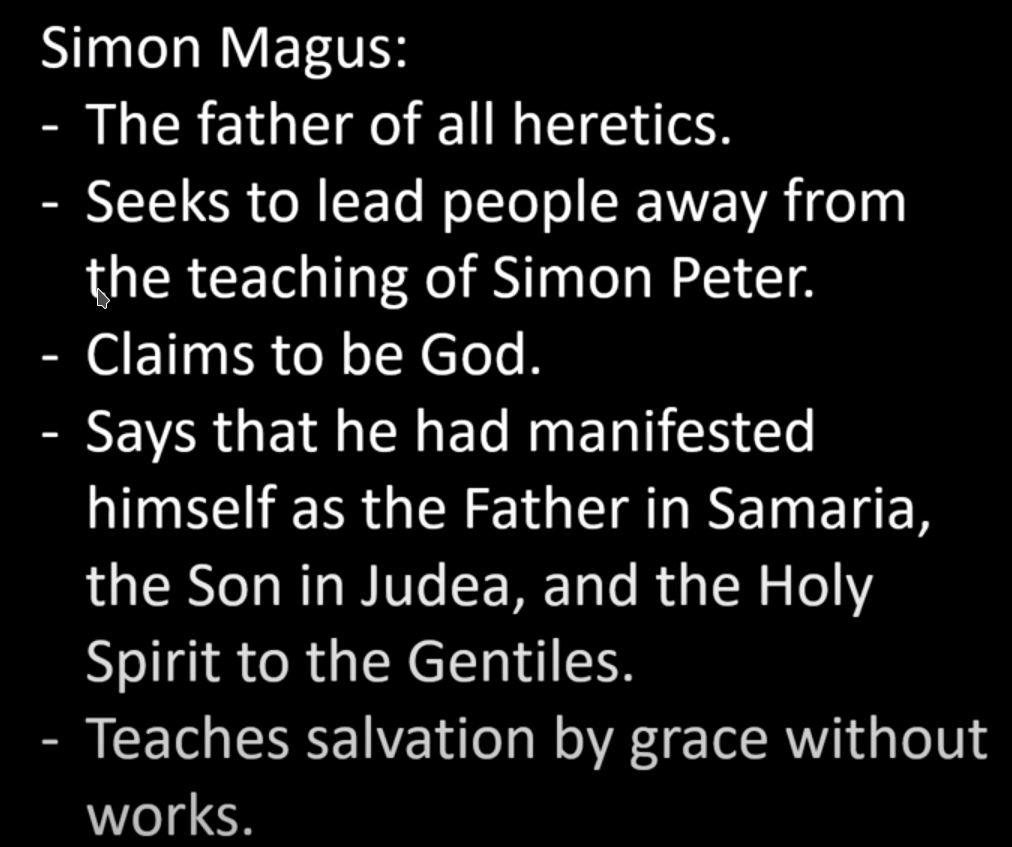 Simon Magus:
- The father of all heretics.
- Seeks to lead people away from
the teaching of Simon Peter.
- Claims to be God.
- Says that he had manifested
himself as the Father in Samaria,
the Son in Judea, and the Holy
Spirit to the Gentiles.
- Teaches salvation by grace without
works.